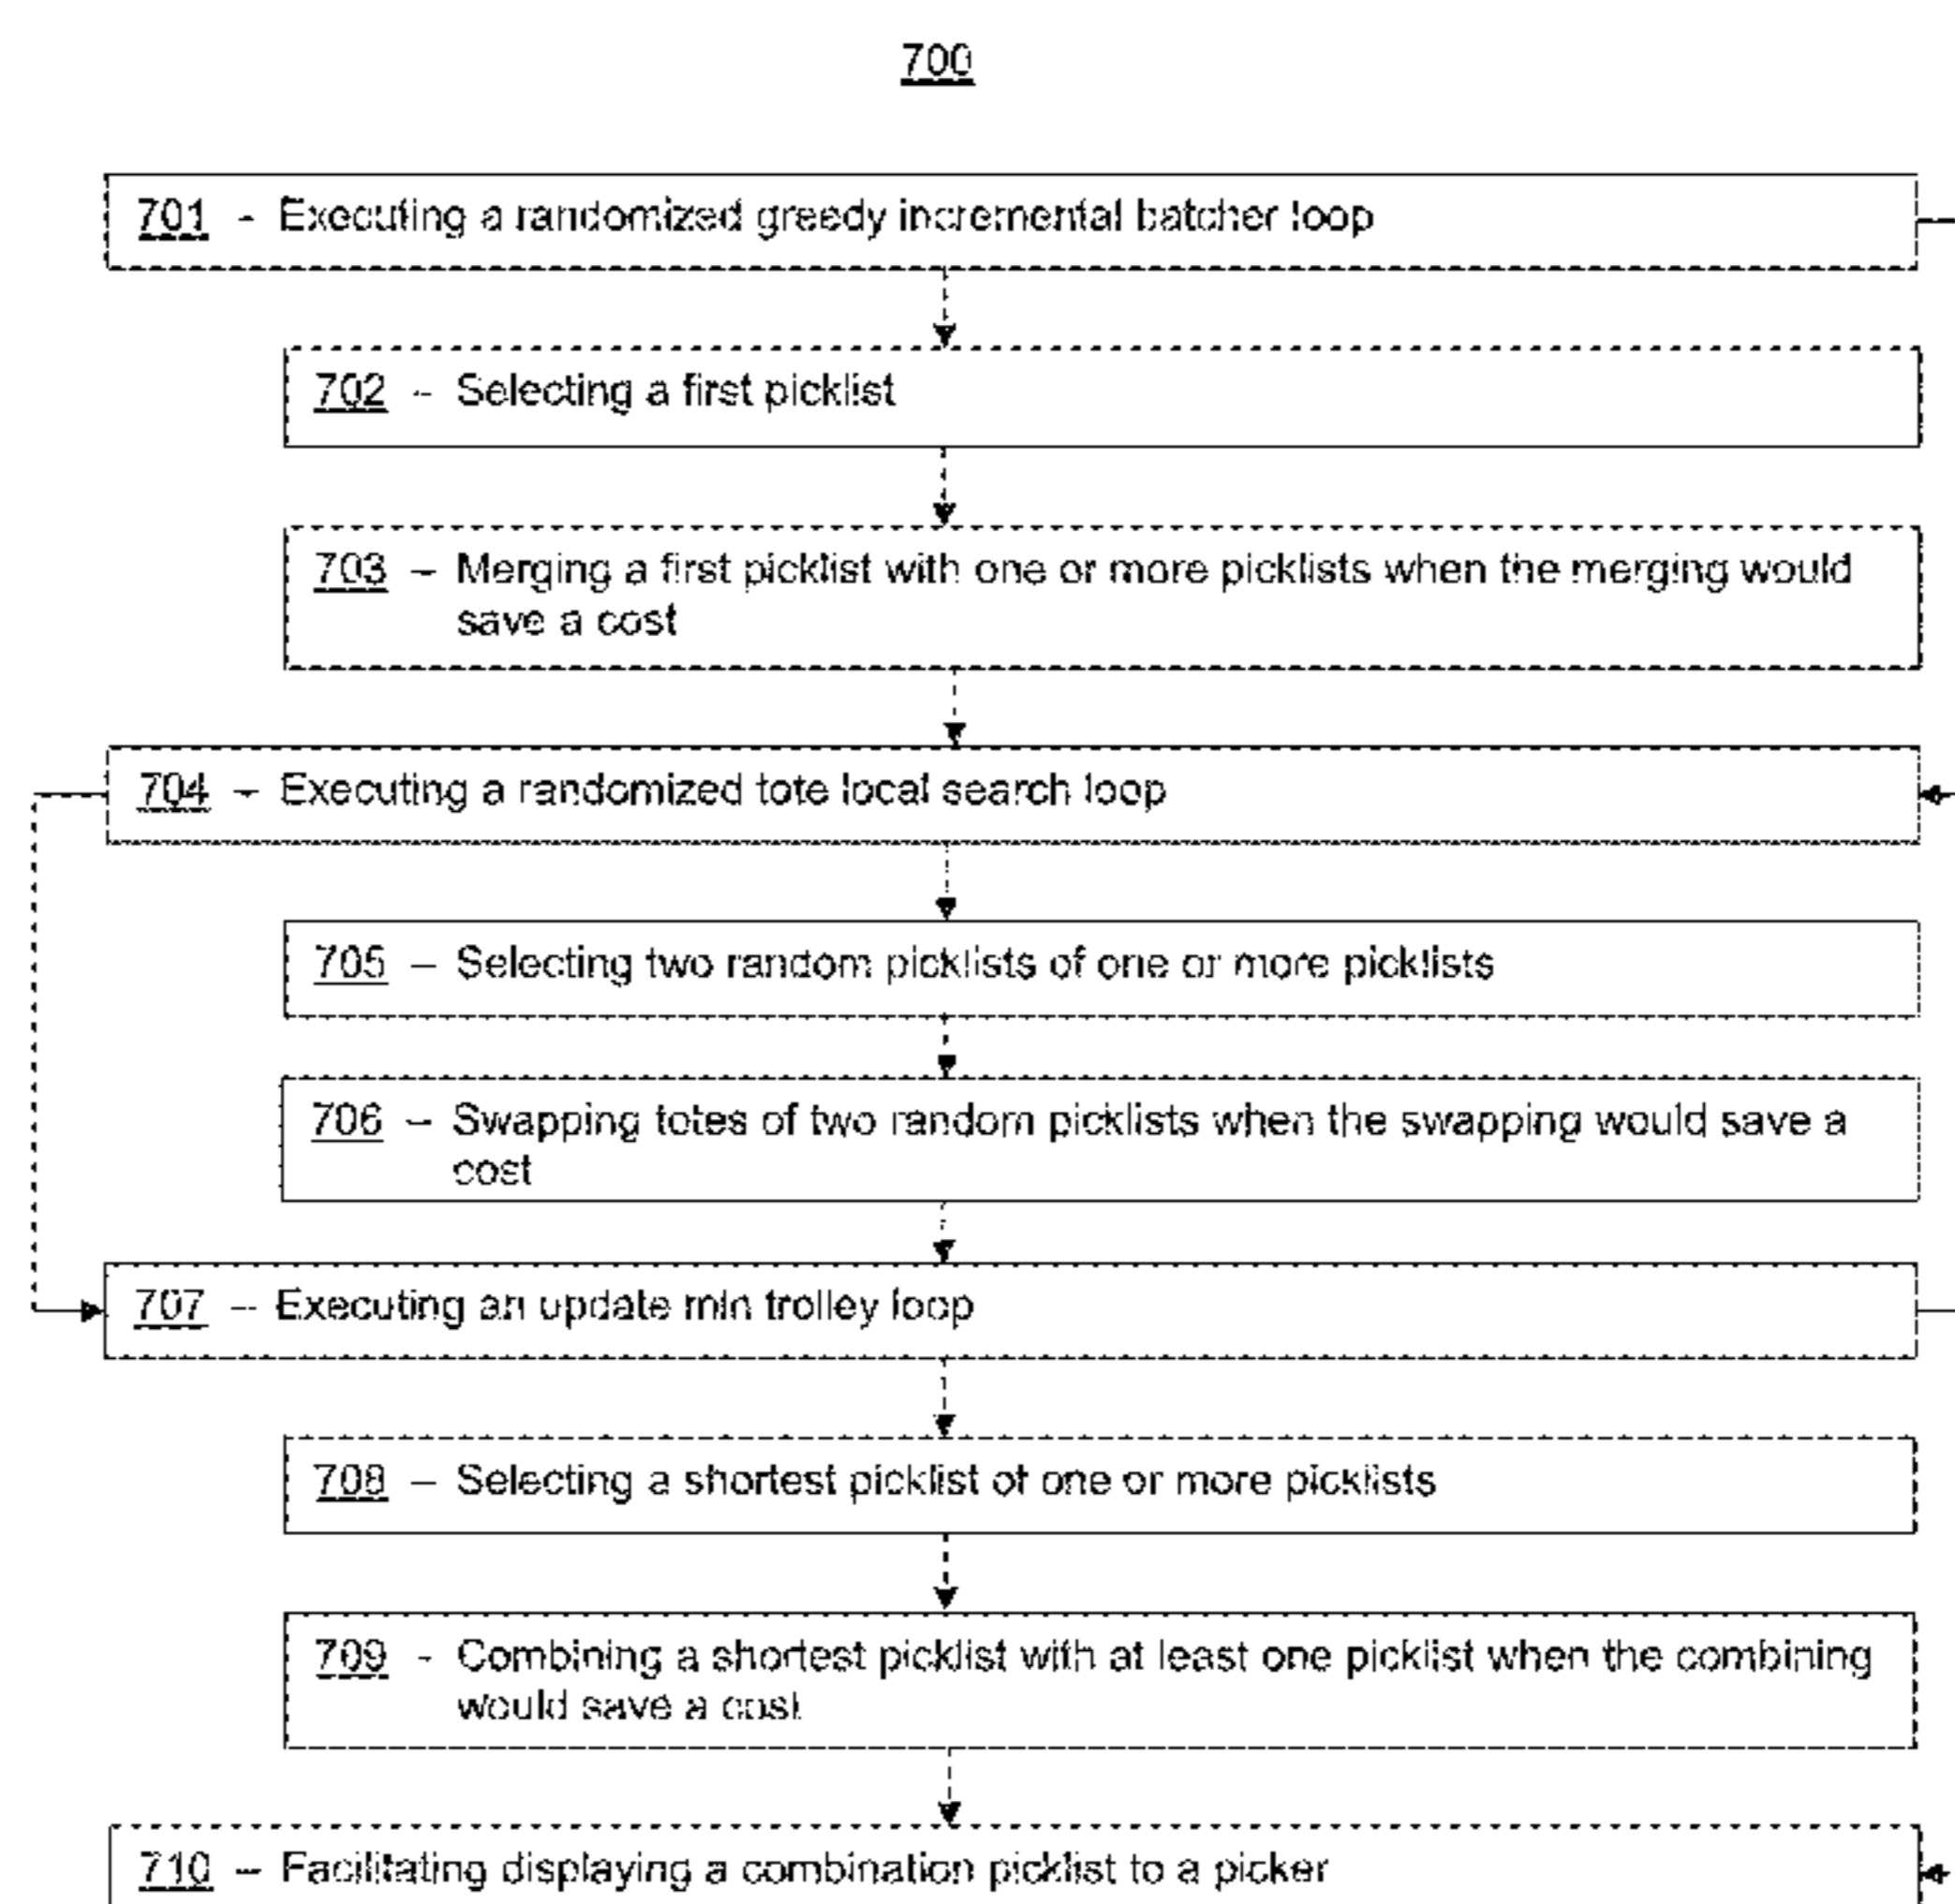 700
701 - Executing a randomized greedy incremental batcher loop
702 - Selecting a first picklist
703 - Merging a first picklist with one or more picklists when the merging would
save a cost
704 - Executing a randomized tote local search loop
705 - Selecting two random picklists of one or more picklists
706 - Swapping totes of two random picklists when the swapping would save a
cost
707 - Executing an update min trolley loop
708 - Selecting a shortest picklist of one or more picklists
709 - Combining a shortest picklist with at least one picklist when the combining
would save a cost
710 - Facilitating displaying a combination picklist to a picker